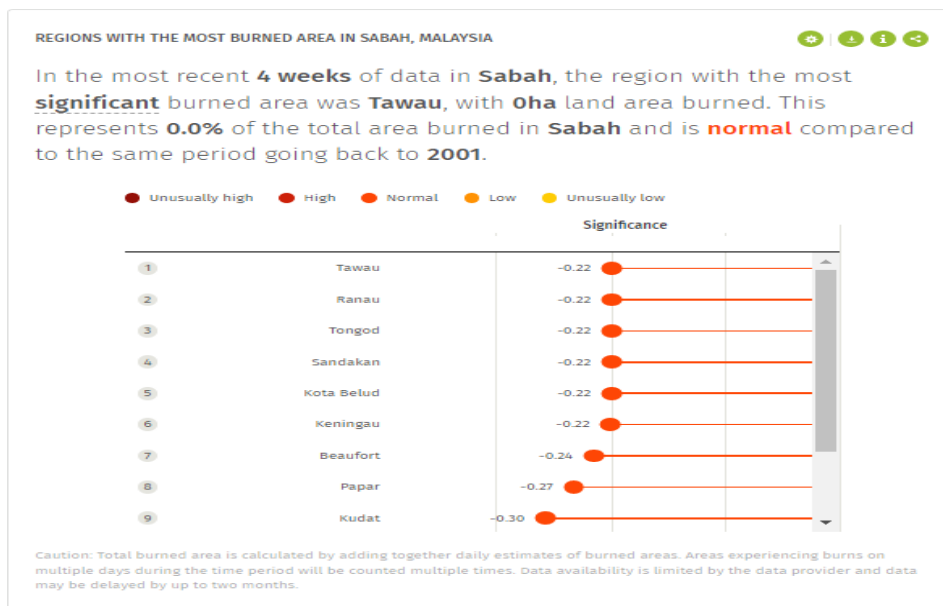 REGIONS WITH THE MOST BURNED AREA IN SABAH, MALAYSIA
In the most recent 4 weeks of data in Sabah, the region with the most
significant burned area was Tawau, with 0ha land area burned. This
represents 0.0% of the total area burned in Sabah and is normal compared
to the same period going back to 2001.
Unusually high High Normal Low Unusually low
Significance
1 Tawau -0.22
2 Ranau -0.22
3 Tongod -0.22
4 Sandakan -0.22
5 Kota Belud -0.22
6 Keningau -0.22
7 Beaufort -0.24
8 Papar -0.27
9 Kudat -0.30
Caution: Total burned area is calculated by adding together daily estimates of burned areas. Areas experiencing burns on
multiple days during the time period will be counted multiple times. Data availability is limited by the data provider and data
may be delayed by up to two months.